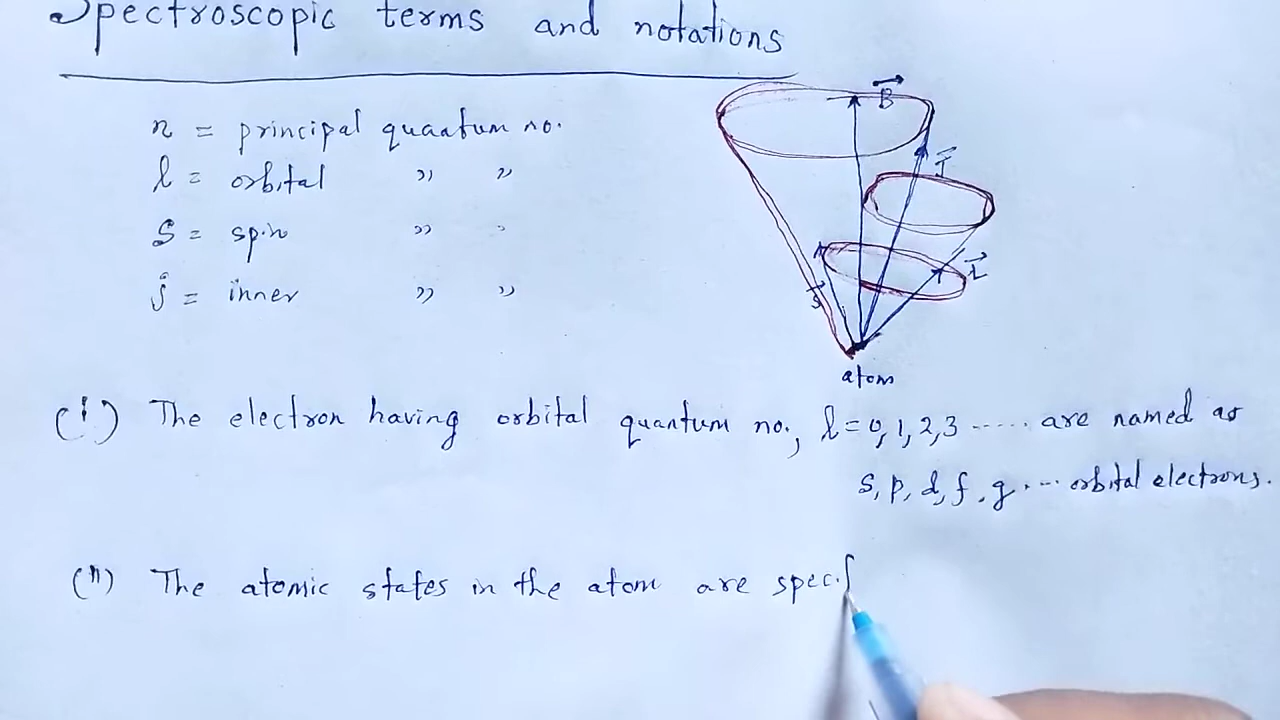 Spectroscopic terms and notations
n = principal quantum no.
l = orbital " "
S = spin " "
j = inner " "
B
J
L
S
atom
(i) The electron having orbital quantum no., l = 0, 1, 2, 3 ..... are named as
s, p, d, f, g .... orbital electrons.
(ii) The atomic states in the atom are specif